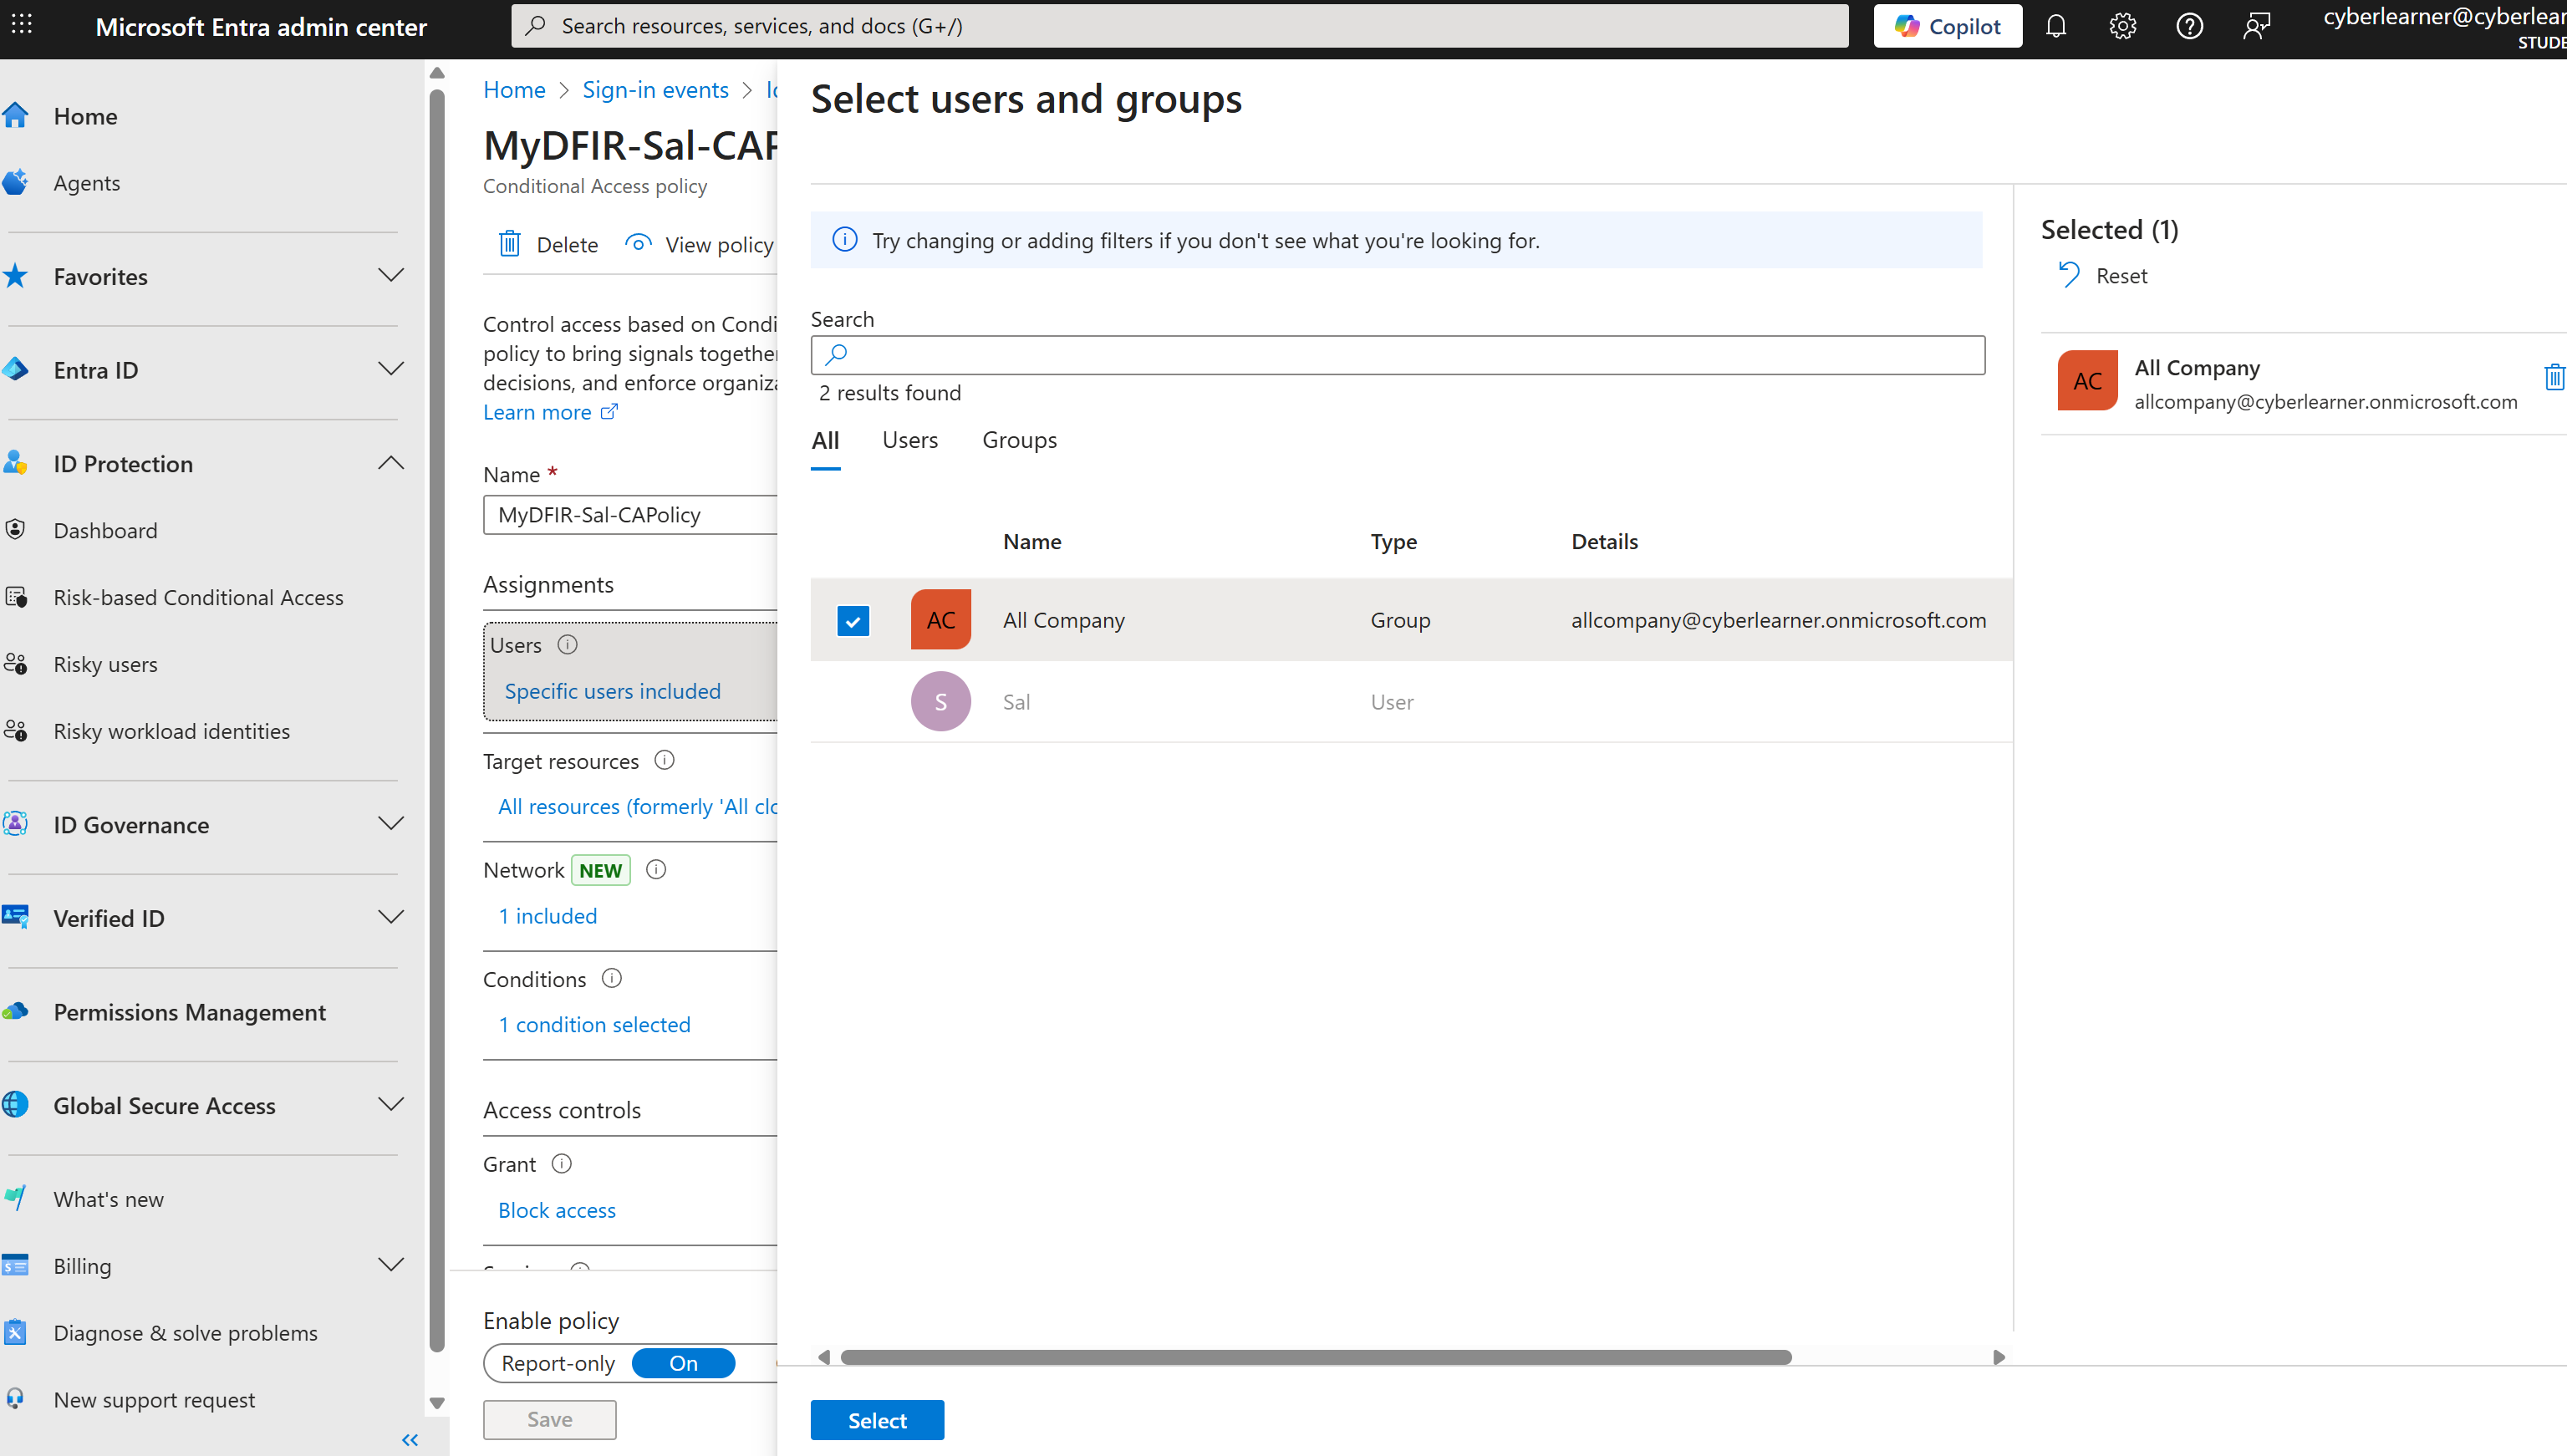 Microsoft Entra admin center
Search resources, services, and docs (G+/)
Copilot
cyberlearner@cyberlear
STUDE
Home
Agents
Favorites
Entra ID
ID Protection
Dashboard
Risk-based Conditional Access
Risky users
Risky workload identities
ID Governance
Verified ID
Permissions Management
Global Secure Access
What's new
Billing
Diagnose & solve problems
New support request
Home > Sign-in events >
MyDFIR-Sal-CAP
Conditional Access policy
Delete View policy
Control access based on Condi
policy to bring signals together
decisions, and enforce organiza
Learn more
Name *
MyDFIR-Sal-CAPolicy
Assignments
Users
Specific users included
Target resources
All resources (formerly 'All clo
Network NEW
1 included
Conditions
1 condition selected
Access controls
Grant
Block access
Enable policy
Report-only On
Save
Select users and groups
Try changing or adding filters if you don't see what you're looking for.
Search
2 results found
All Users Groups
Name Type Details
AC All Company Group allcompany@cyberlearner.onmicrosoft.com
S Sal User
Select
Selected (1)
Reset
AC All Company
allcompany@cyberlearner.onmicrosoft.com